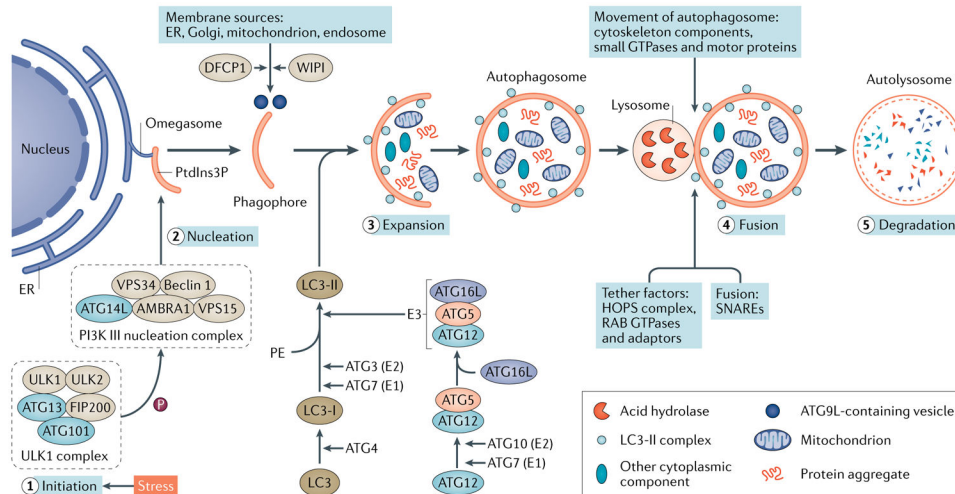 Membrane sources:
ER, Golgi, mitochondrion, endosome
DFCP1
WIPI
Movement of autophagosome:
cytoskeleton components,
small GTPases and motor proteins
Nucleus
Omegasome
PtdIns3P
Phagophore
Autophagosome
Lysosome
Autolysosome
2 Nucleation
3 Expansion
4 Fusion
5 Degradation
ER
VPS34
Beclin 1
ATG14L
AMBRA1
VPS15
PI3K III nucleation complex
P
ULK1
ULK2
ATG13
FIP200
ATG101
ULK1 complex
1 Initiation
Stress
LC3-II
PE
ATG3 (E2)
ATG7 (E1)
LC3-I
ATG4
LC3
E3
ATG16L
ATG5
ATG12
ATG16L
ATG5
ATG12
ATG10 (E2)
ATG7 (E1)
ATG12
Tether factors:
HOPS complex,
RAB GTPases
and adaptors
Fusion:
SNAREs
Acid hydrolase
LC3-II complex
Other cytoplasmic
component
ATG9L-containing vesicle
Mitochondrion
Protein aggregate